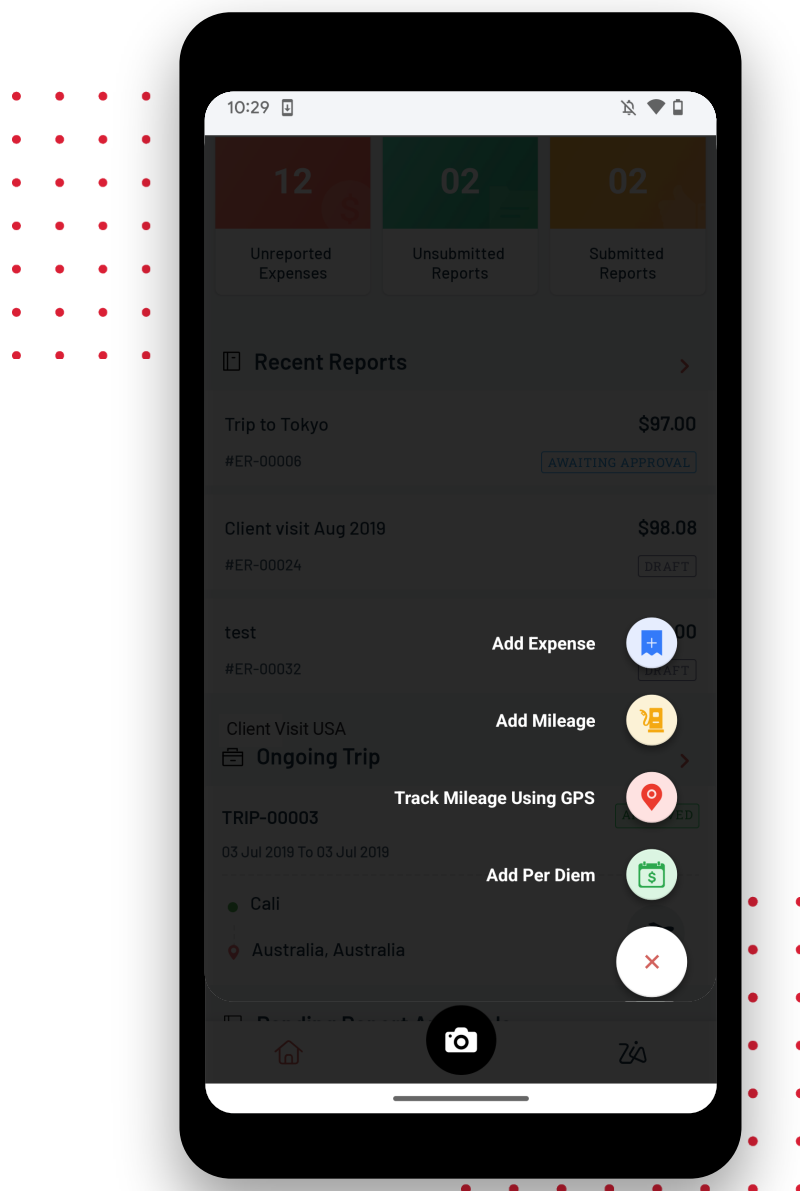 10:29
12
02
02
Unreported
Expenses
Unsubmitted
Reports
Submitted
Reports
Recent Reports
Trip to Tokyo
$97.00
#ER-00006
AWAITING APPROVAL
Client visit Aug 2019
$98.08
#ER-00024
DRAFT
test
00
Add Expense
#ER-00032
DRAFT
Add Mileage
Client Visit USA
Ongoing Trip
Track Mileage Using GPS
TRIP-00003
03 Jul 2019 To 03 Jul 2019
Add Per Diem
Cali
Australia, Australia
Zia